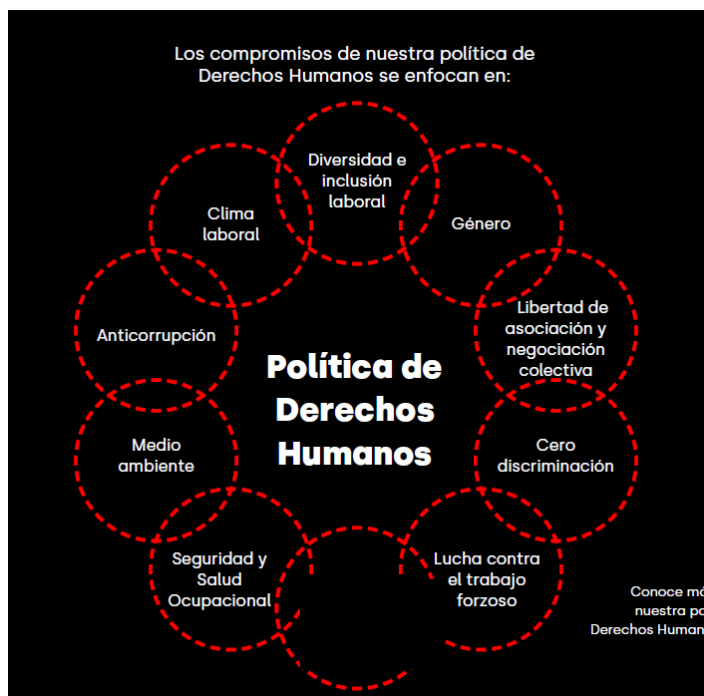 Los compromisos de nuestra política de
Derechos Humanos se enfocan en:
Diversidad e
inclusión
laboral
Género
Libertad de
asociación y
negociación
colectiva
Cero
discriminación
Lucha contra
el trabajo
forzoso
Seguridad y
Salud
Ocupacional
Medio
ambiente
Anticorrupción
Clima
laboral
Política de
Derechos
Humanos
Conoce
nuestra
Derechos